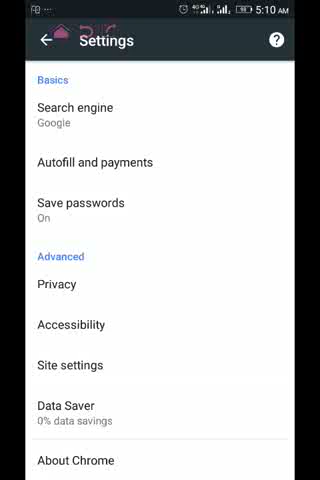 5:10 AM
Settings
Basics
Search engine
Google
Autofill and payments
Save passwords
On
Advanced
Privacy
Accessibility
Site settings
Data Saver
0% data savings
About Chrome